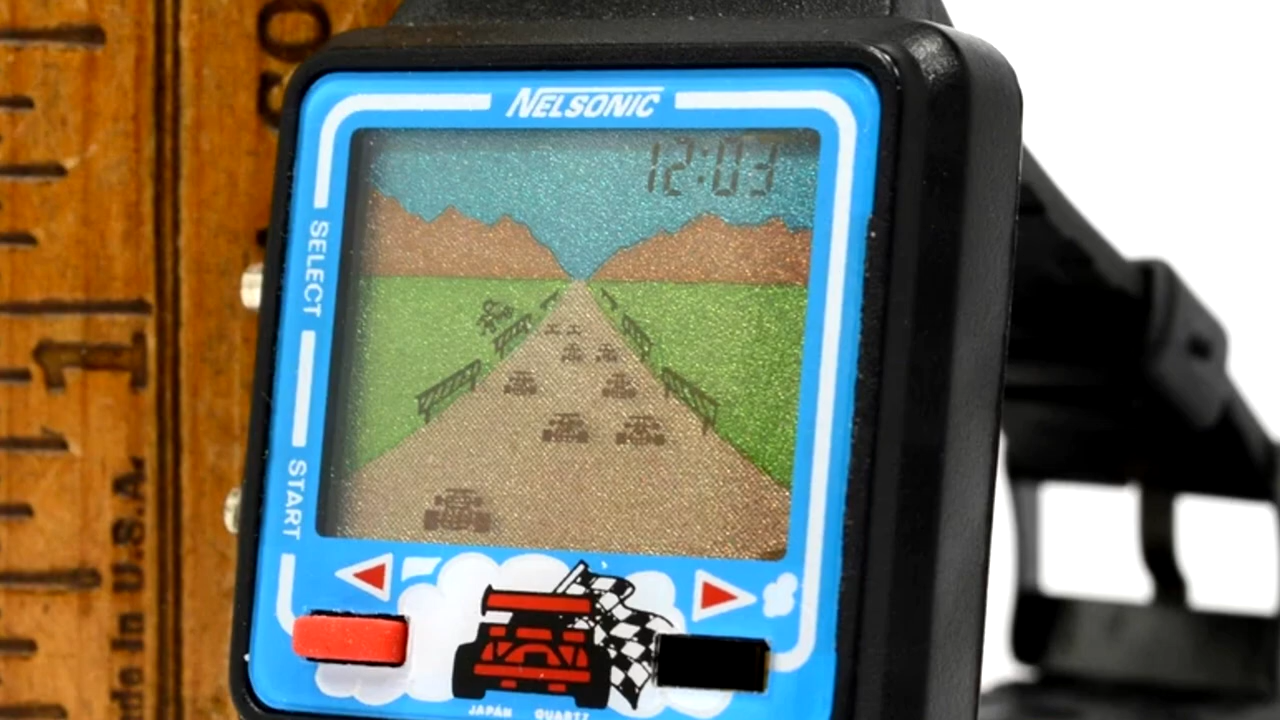 NELSONIC
12:03
SELECT
START
JAPAN QUARTZ
1
Made In U.S.A.